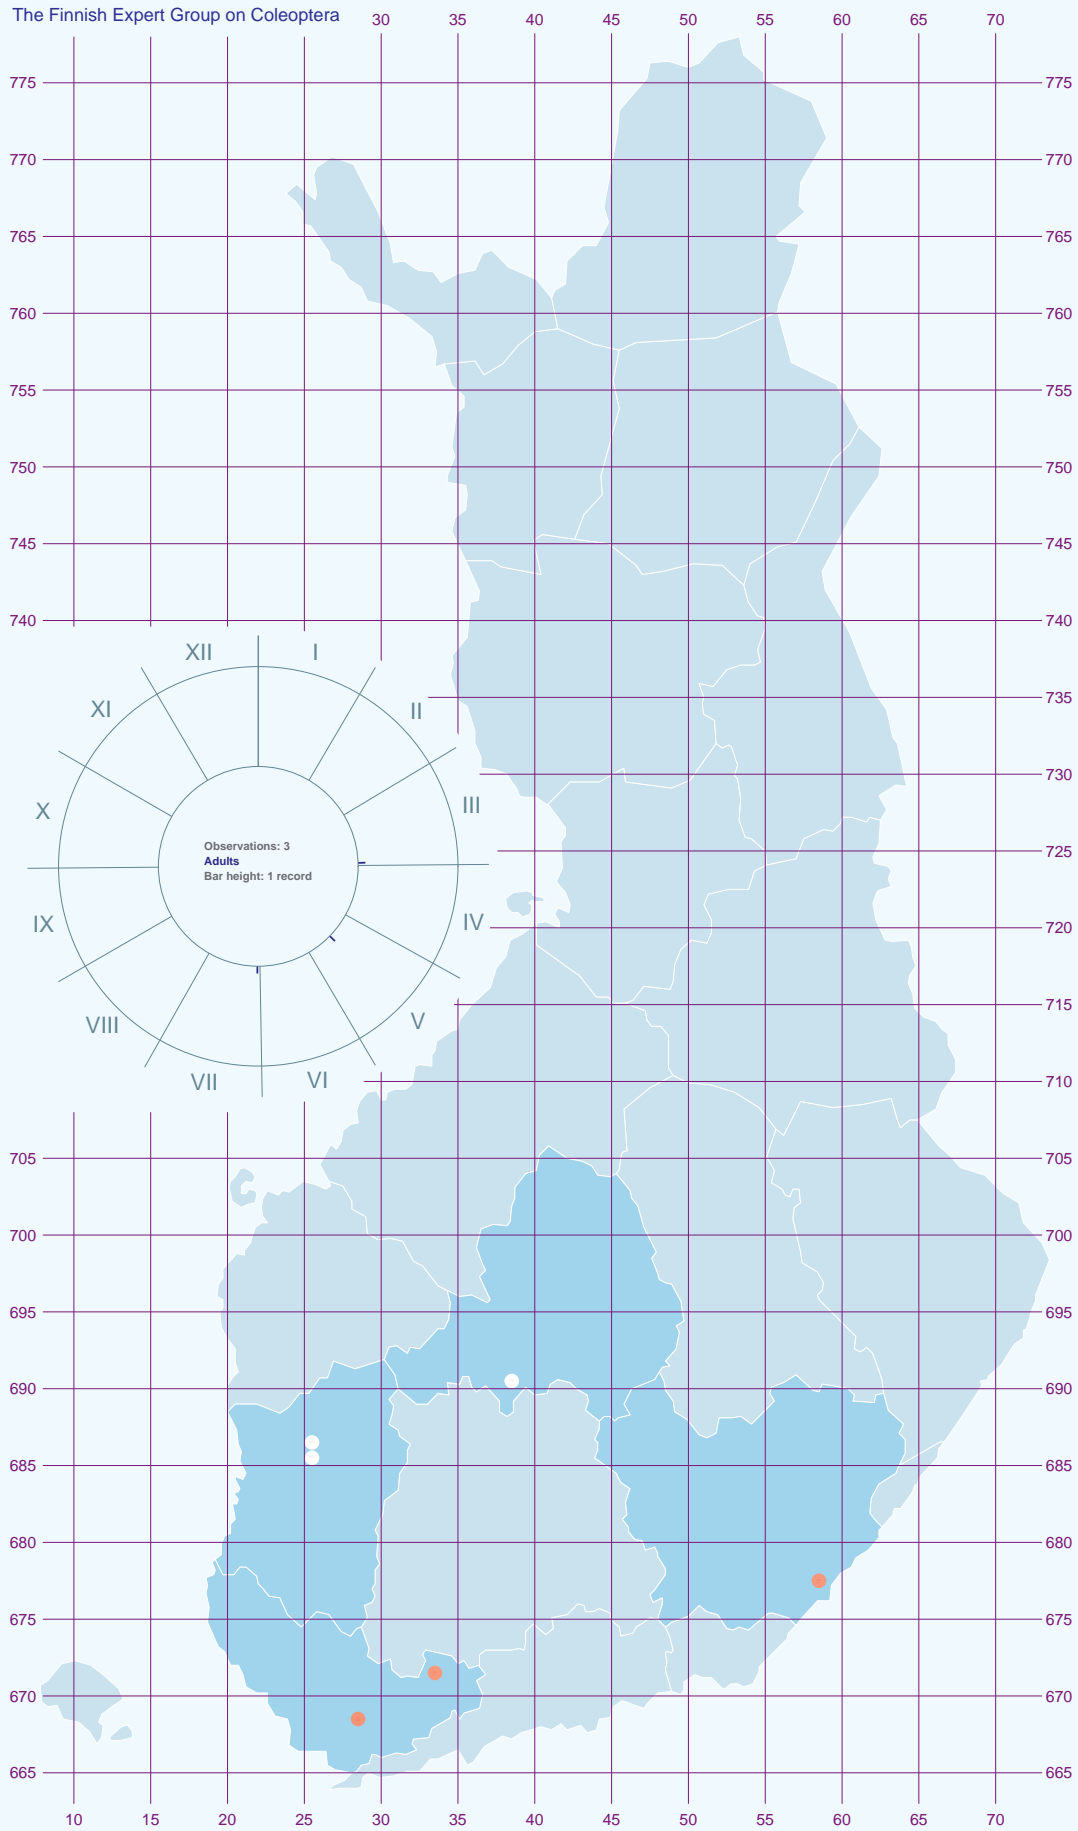 The Finnish Expert Group on Coleoptera
30 40 50 60 70
35 45 55 65
775 775
770 770
765 765
760 760
755 755
750 750
745 745
740 740
XII I
XI II
735
730
X III
725
Observations: 3
Adults
Bar height: 1 record
IX IV 720
VIII V
715
VII VI
710 710
705 705
700 700
695 695
690 690
685 685
680 680
675 675
670 670
665 665
10 15 20 25 30 35 40 45 50 55 60 65 70